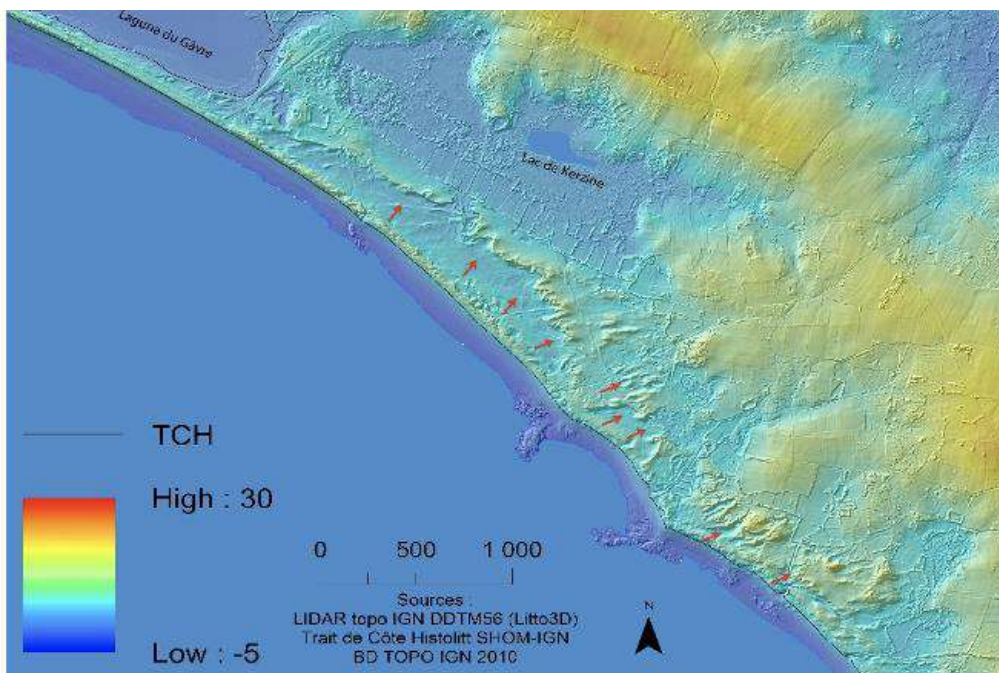 Lagune du Gâvre
Lac de Kerzine
TCH
High : 30
Low : -5
0 500 1 000
Sources :
LIDAR topo IGN DDTM56 (Litto3D)
Trait de Côte Histolitt SHOM-IGN
BD TOPO IGN 2010
N